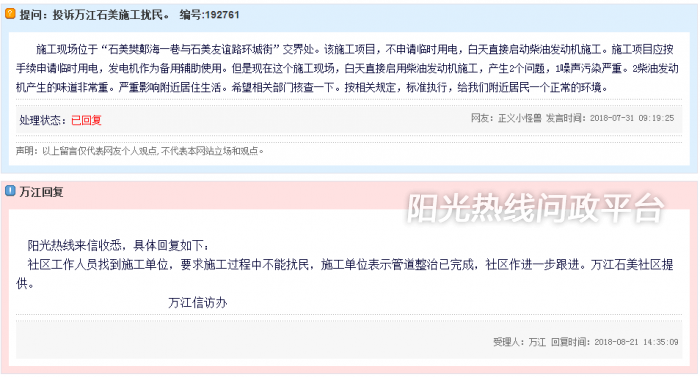 提问：投诉万江石美施工扰民。 编号:192761
施工现场位于“石美樊邺海一巷与石美友谊路环城街”交界处。该施工项目，不申请临时用电，白天直接启动柴油发动机施工。施工项目应按
手续申请临时用电，发电机作为备用辅助使用。但是现在这个施工现场，白天直接启用柴油发动机施工，产生2个问题，1噪声污染严重。2柴油发动
机产生的味道非常重。严重影响附近居住生活。希望相关部门核查一下。按相关规定，标准执行，给我们附近居民一个正常的环境。
处理状态：已回复
网友：正义小怪兽 发言时间：2018-07-31 09:19:25
声明：以上留言仅代表网友个人观点,不代表本网站立场和观点。
万江回复
阳光热线问政平台
阳光热线来信收悉，具体回复如下：
社区工作人员找到施工单位，要求施工过程中不能扰民，施工单位表示管道整治已完成，社区作进一步跟进。万江石美社区提
供。
万江信访办
受理人：万江 回复时间：2018-08-21 14:35:09